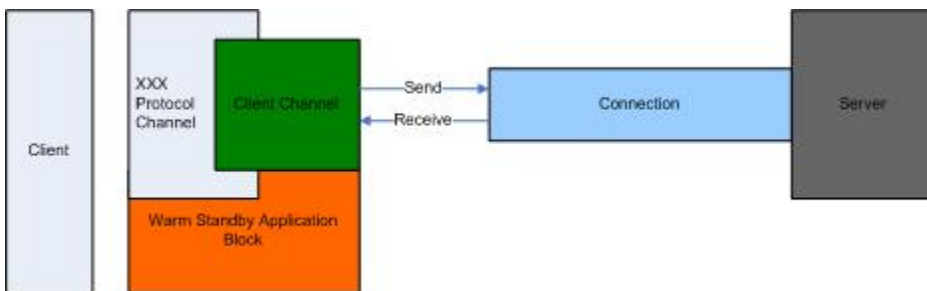 Client
XXX
Protocol
Channel
Client Channel
Warm Standby Application
Block
Send
Receive
Connection
Server